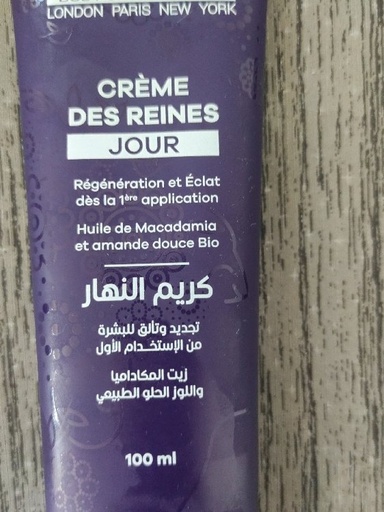 LONDON PARIS NEW YORK
CRÈME
DES REINES
JOUR
Régénération et Éclat
dès la 1ère application
Huile de Macadamia
et amande douce Bio
كريم النهار
تجديد وتألق للبشرة
من الإستخدام الأول
زيت المكاداميا
واللوز الحلو الطبيعي
100 ml